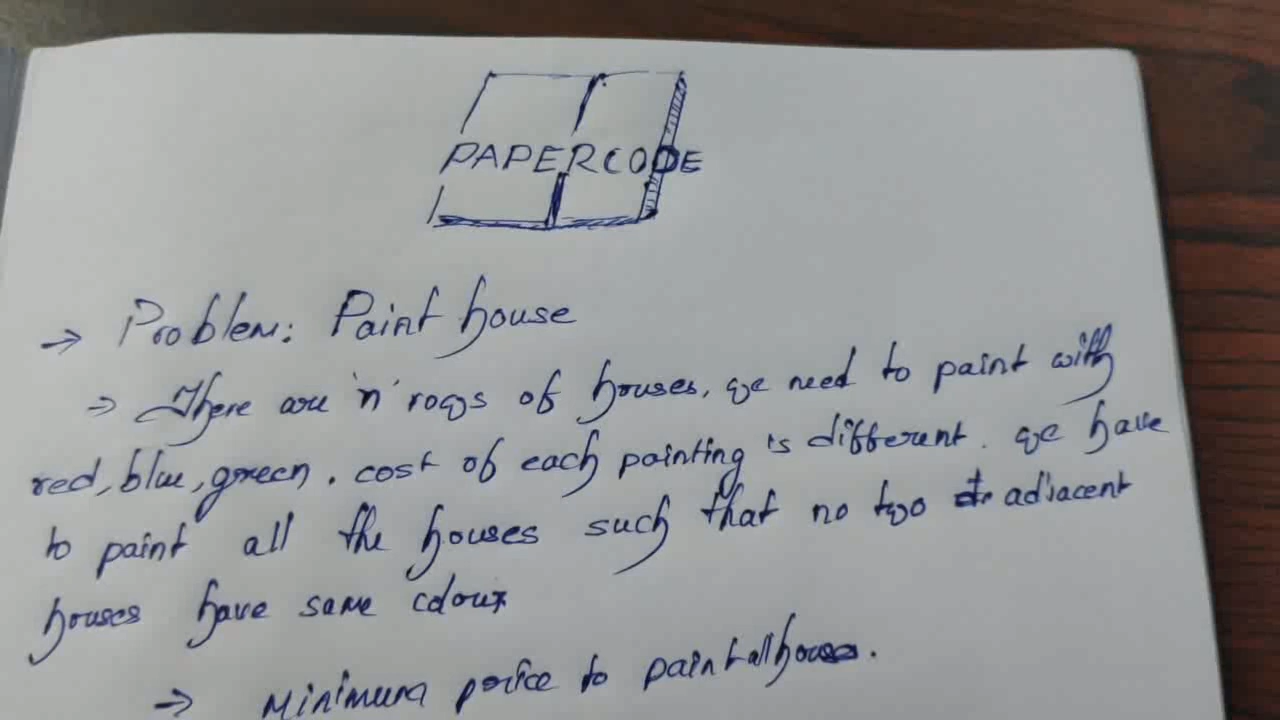 PAPERCODE
→ Problem: Paint house
→ There are 'n' rows of houses, we need to paint with
red, blue, green. cost of each painting is different. we have
to paint all the houses such that no two adjacent
houses have same colour
→ Minimum price to paint all house.